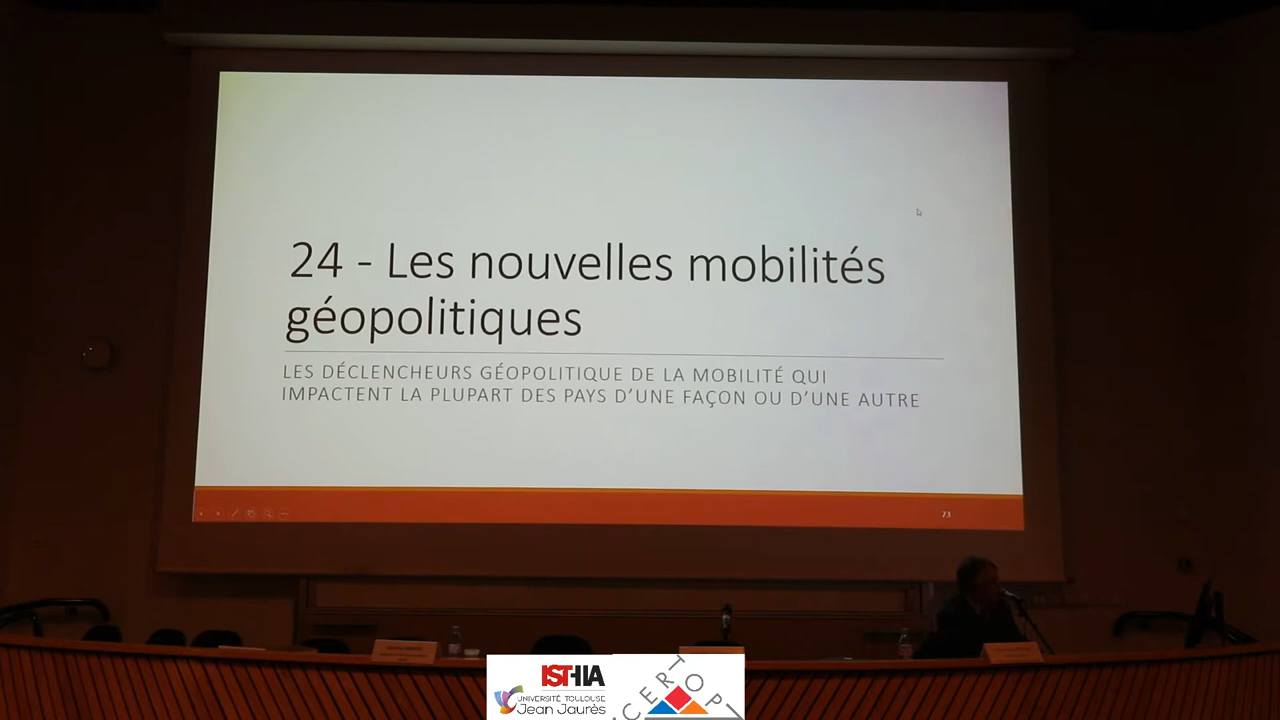 24 - Les nouvelles mobilités
géopolitiques
LES DÉCLENCHEURS GÉOPOLITIQUE DE LA MOBILITÉ QUI
IMPACTENT LA PLUPART DES PAYS D’UNE FAÇON OU D’UNE AUTRE
73
ISTHIA
UNIVERSITÉ TOULOUSE
Jean Jaurès
CERTOP